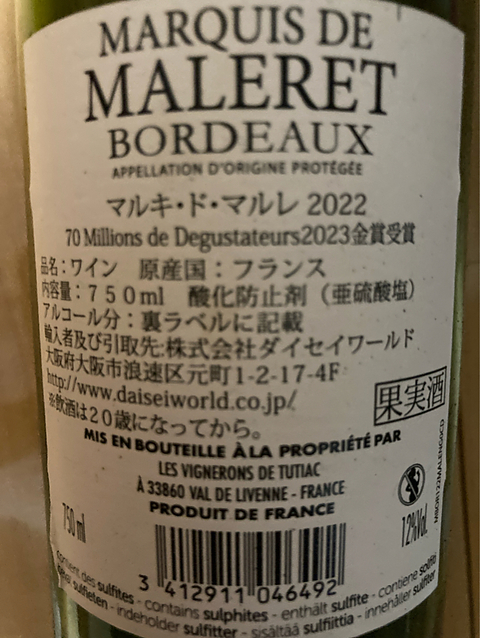 MARQUIS DE
MALERET
BORDEAUX
APPELLATION D'ORIGINE PROTÉGÉE
マルキ・ド・マルレ 2022
70 Millions de Degustateurs2023金賞受賞
品名：ワイン 原産国：フランス
内容量：７５０ml 酸化防止剤（亜硫酸塩）
アルコール分：裏ラベルに記載
輸入者及び引取先:株式会社ダイセイワールド
大阪府大阪市浪速区元町1-2-17-4F
http://www.daiseiworld.co.jp/
※飲酒は２０歳になってから。
果実酒
MIS EN BOUTEILLE À LA PROPRIÉTÉ PAR
LES VIGNERONS DE TUTIAC
À 33860 VAL DE LIVENNE - FRANCE
PRODUIT DE FRANCE
750 ml
12%Vol.
3 412911 046492
contient des sulfites - contains sulphites - enthält sulfite - contiene solfiti
sulfieten - indeholder sulfitter - sisältää sulfiittia - innehåller sulfiter